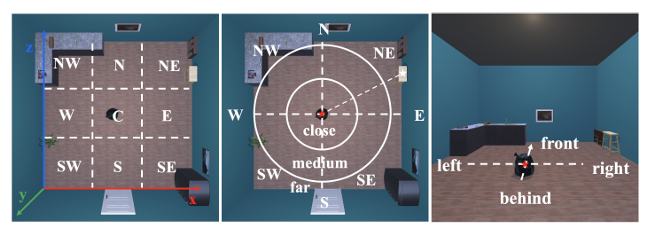 z
NW N NE
W C E
SW S SE
y
x
N
NW NE
W E
close
medium
SW SE
far
S
front
left right
behind